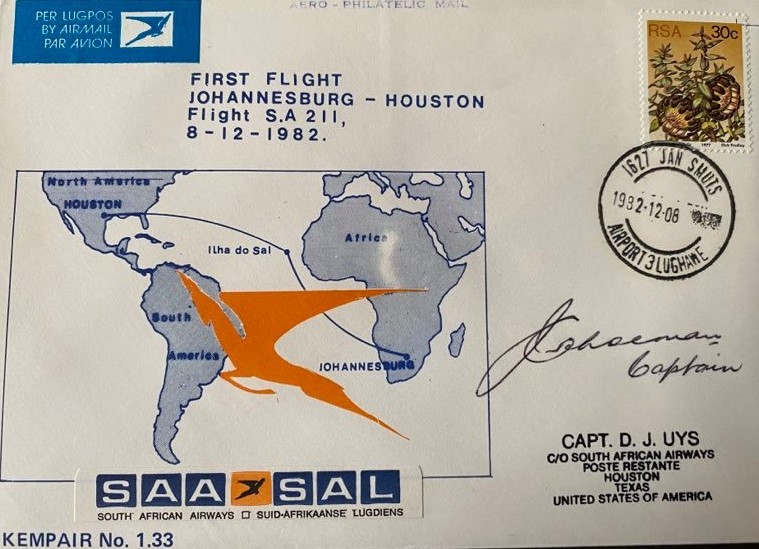 AERO - PHILATELIC MAIL
PER LUGPOS
BY AIRMAIL
PAR AVION
RSA 30c
1977 Dick Findlay
FIRST FLIGHT
JOHANNESBURG – HOUSTON
Flight S.A 211,
8-12-1982.
1627 JAN SMUTS
1982-12-08
AIRPORT 3 LUGHAWE
North America
HOUSTON
Ilha do Sal
Africa
South
America
JOHANNESBURG
J Schoeman
Captain
CAPT. D. J. UYS
C/O SOUTH AFRICAN AIRWAYS
POSTE RESTANTE
HOUSTON
TEXAS
UNITED STATES OF AMERICA
SAA SAL
SOUTH AFRICAN AIRWAYS □ SUID-AFRIKAANSE LUGDIENS
KEMPAIR No. 1.33